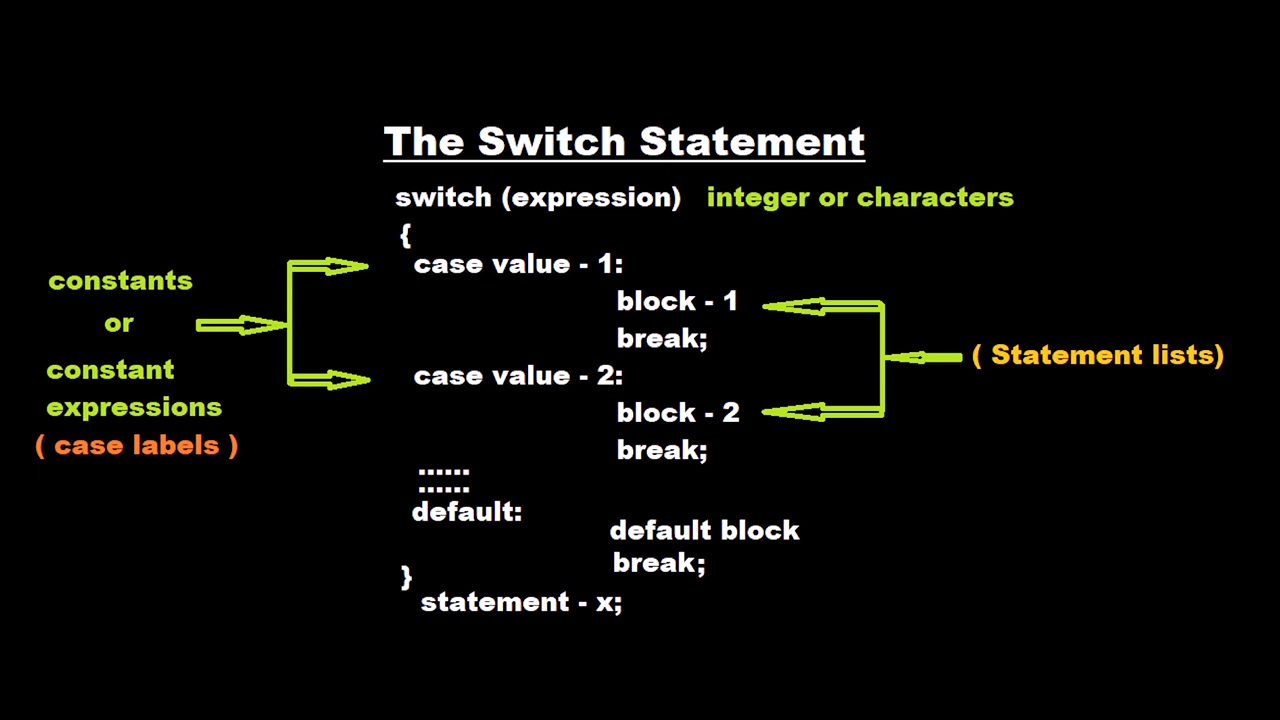 The Switch Statement
switch (expression) integer or characters
{
case value - 1:
block - 1
break;
case value - 2:
block - 2
break;
......
......
default:
default block
break;
}
statement - x;
constants
or
constant
expressions
( case labels )
( Statement lists)